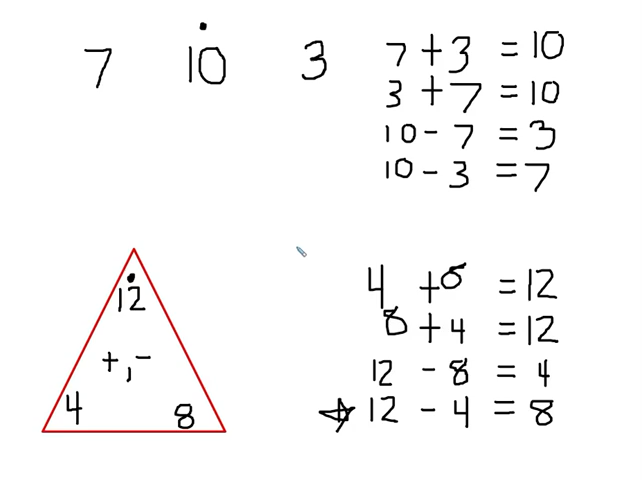 7 10 3
7 + 3 = 10
3 + 7 = 10
10 - 7 = 3
10 - 3 = 7
12
+, -
4 8
4 + 8 = 12
8 + 4 = 12
12 - 8 = 4
12 - 4 = 8